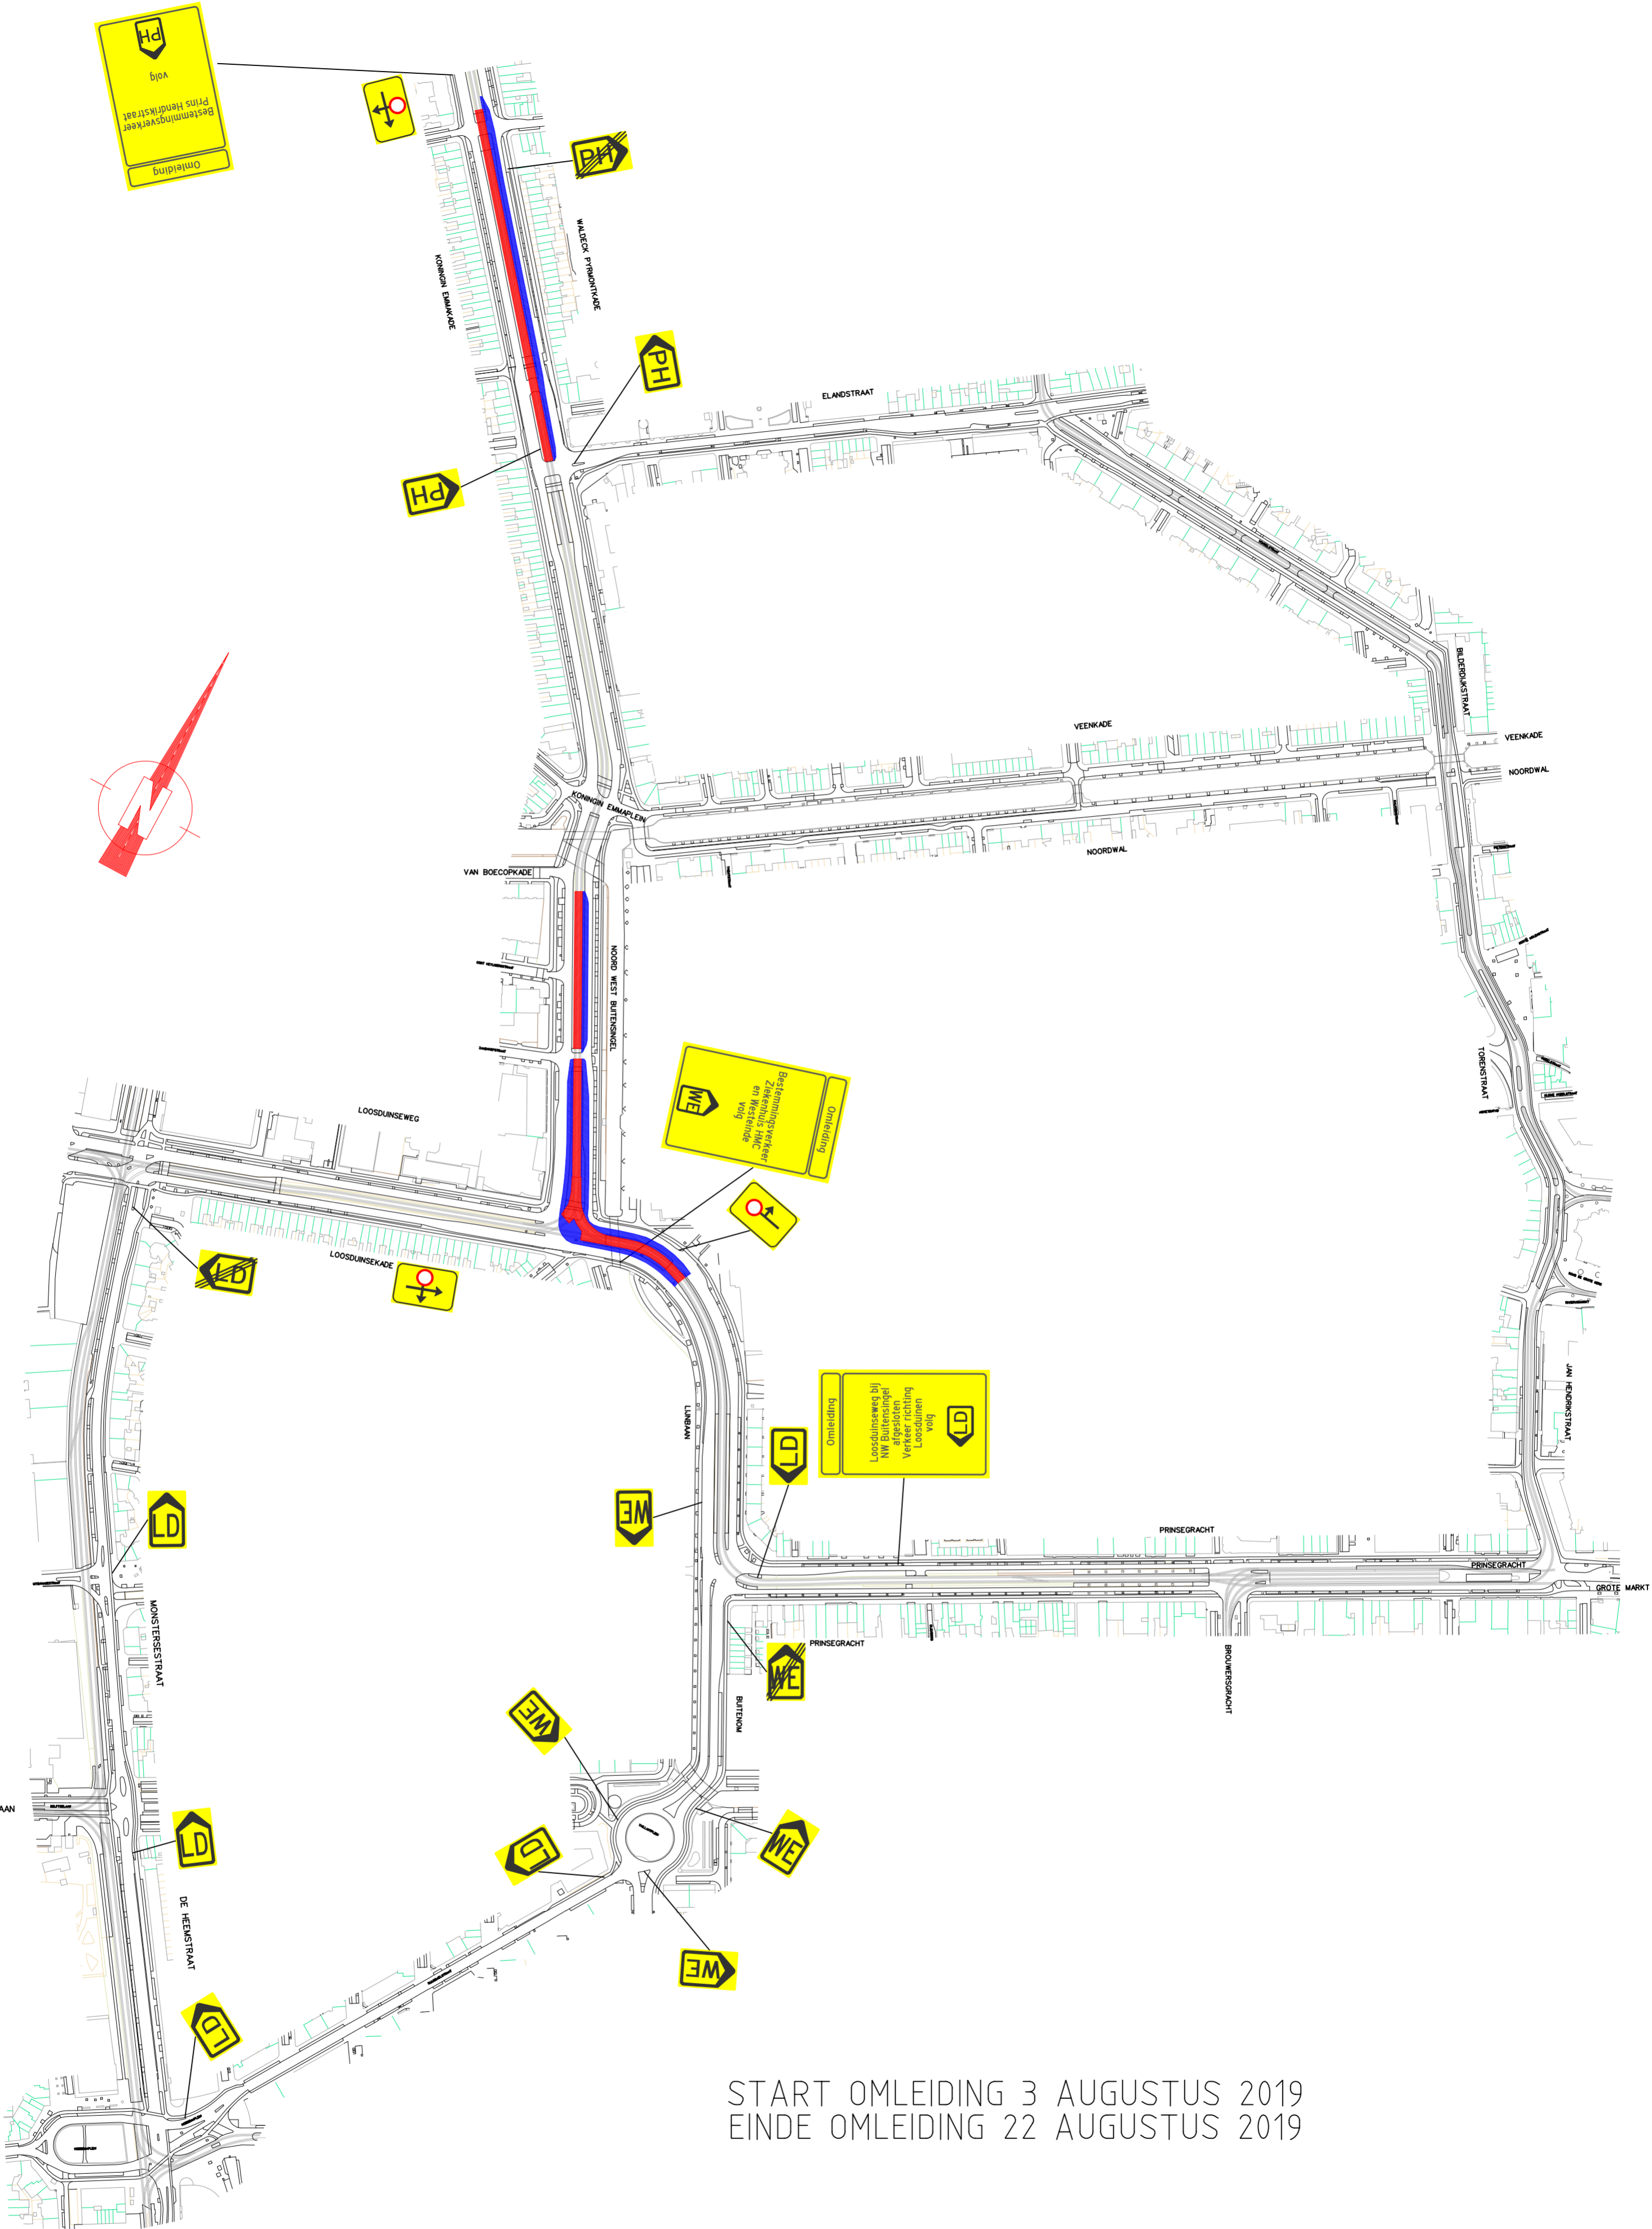 PH
volg
Bestemmingsverkeer
Prins Hendrikstraat
Omleiding
PH
WALDECK PYRMONTKADE
KONINGIN EMMAKADE
PH
ELANDSTRAAT
PH
BILDERDIJKSTRAAT
VEENKADE
VEENKADE
NOORDWAL
KONINGIN EMMAPLEIN
NOORDWAL
VAN BOECOPKADE
NOORD WEST BUITENSINGEL
TORENSTRAAT
Omleiding
Bestemmingsverkeer
Ziekenhuis HMC
en Westeinde
volg
WE
LOOSDUINSEWEG
LOOSDUINSEKADE
LD
JAN HENDRIKSTRAAT
LIJNBAAN
Omleiding
Loosduinseweg bij
NW Buitensingel
afgesloten
Verkeer richting
Loosduinen
volg
LD
LD
WE
LD
PRINSEGRACHT
PRINSEGRACHT
GROTE MARKT
MONSTERSESTRAAT
PRINSEGRACHT
BROUWERSGRACHT
WE
BUITENOM
WE
AAN
LD
LD
WE
DE HEEMSTRAAT
WE
LD
START OMLEIDING 3 AUGUSTUS 2019
EINDE OMLEIDING 22 AUGUSTUS 2019